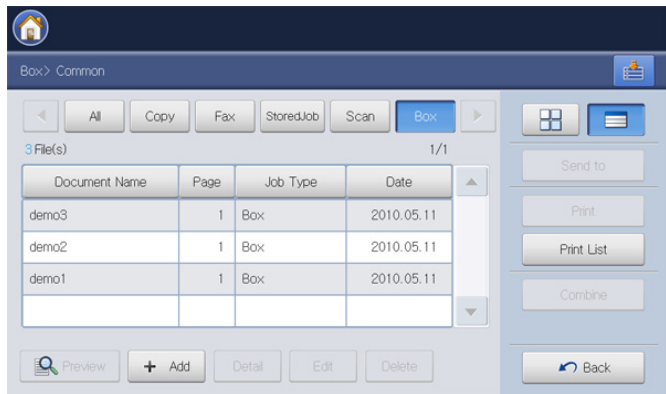 Box> Common
All Copy Fax StoredJob Scan Box
3 File(s) 1/1
Document Name Page Job Type Date
demo3 1 Box 2010.05.11
demo2 1 Box 2010.05.11
demo1 1 Box 2010.05.11
Preview + Add Detail Edit Delete
Send to
Print
Print List
Combine
Back